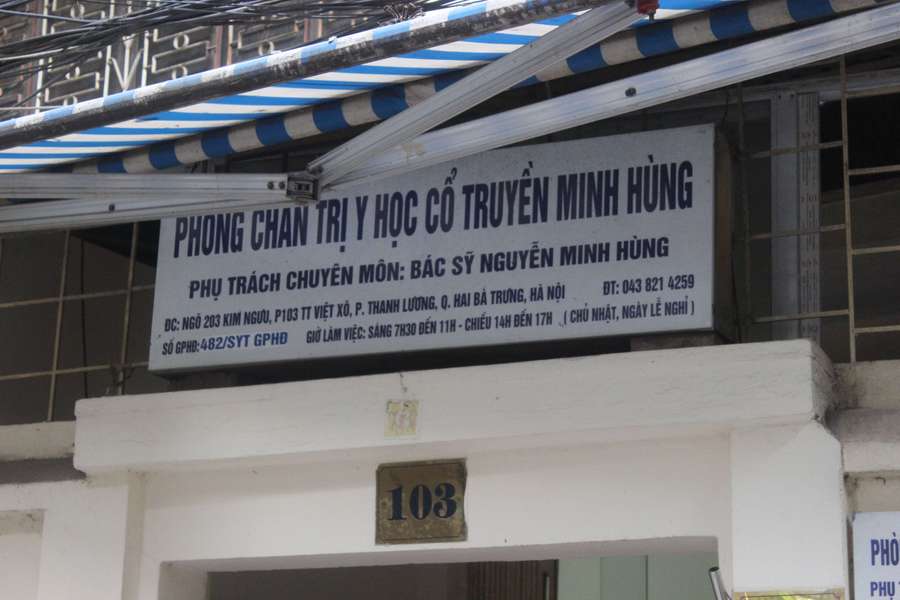 PHÒNG CHẨN TRỊ Y HỌC CỔ TRUYỀN MINH HÙNG
PHỤ TRÁCH CHUYÊN MÔN: BÁC SỸ NGUYỄN MINH HÙNG
ĐC: NGÕ 203 KIM NGƯU, P103 TT VIỆT XÔ, P. THANH LƯƠNG, Q. HAI BÀ TRƯNG, HÀ NỘI ĐT: 043 821 4259
SỐ GPHĐ: 482/SYT GPHĐ GIỜ LÀM VIỆC: SÁNG 7H30 ĐẾN 11H - CHIỀU 14H ĐẾN 17H ( CHỦ NHẬT, NGÀY LỄ NGHỈ )
103
PHÒ
PHỤ